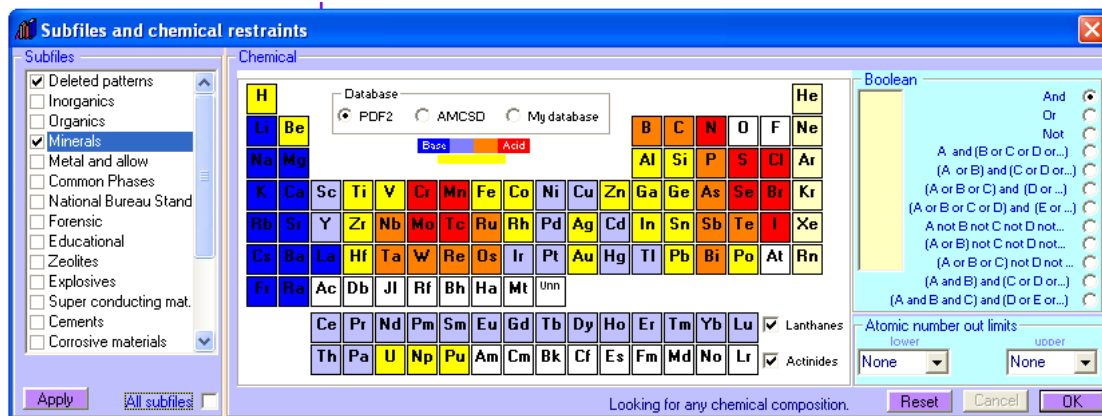 Subfiles and chemical restraints
Subfiles
Deleted patterns
Inorganics
Organics
Minerals
Metal and allow
Common Phases
National Bureau Stand
Forensic
Educational
Zeolites
Explosives
Super conducting mat.
Cements
Corrosive materials
Apply
All subfiles
Chemical
Database
PDF2 AMCSD My database
Base Acid
H He
Li Be B C N O F Ne
Na Mg Al Si P S Cl Ar
K Ca Sc Ti V Cr Mn Fe Co Ni Cu Zn Ga Ge As Se Br Kr
Rb Sr Y Zr Nb Mo Tc Ru Rh Pd Ag Cd In Sn Sb Te I Xe
Cs Ba La Hf Ta W Re Os Ir Pt Au Hg Tl Pb Bi Po At Rn
Fr Ra Ac Db Jl Rf Bh Ha Mt Unn
Ce Pr Nd Pm Sm Eu Gd Tb Dy Ho Er Tm Yb Lu Lanthanes
Th Pa U Np Pu Am Cm Bk Cf Es Fm Md No Lr Actinides
Looking for any chemical composition.
Boolean
And
Or
Not
A and (B or C or D or...)
(A or B) and (C or D or...)
(A or B or C) and (D or ...)
(A or B or C or D) and (E or ...)
A not B not C not D not...
(A or B) not C not D not...
(A or B or C) not D not ...
(A and B) and (C or D or...)
(A and B and C) and (D or E or...)
Atomic number out limits
lower upper
None None
Reset Cancel OK